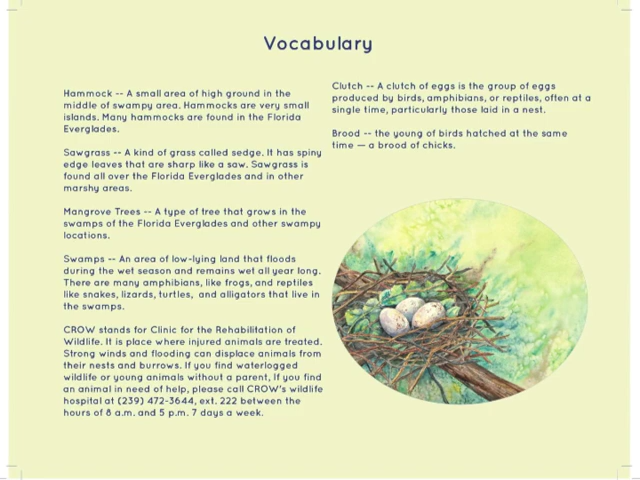 Vocabulary
Hammock -- A small area of high ground in the
middle of swampy area. Hammocks are very small
islands. Many hammocks are found in the Florida
Everglades.
Sawgrass -- A kind of grass called sedge. It has spiny
edge leaves that are sharp like a saw. Sawgrass is
found all over the Florida Everglades and in other
marshy areas.
Mangrove Trees -- A type of tree that grows in the
swamps of the Florida Everglades and other swampy
locations.
Swamps -- An area of low-lying land that floods
during the wet season and remains wet all year long.
There are many amphibians, like frogs, and reptiles
like snakes, lizards, turtles, and alligators that live in
the swamps.
CROW stands for Clinic for the Rehabilitation of
Wildlife. It is place where injured animals are treated.
Strong winds and flooding can displace animals from
their nests and burrows. If you find waterlogged
wildlife or young animals without a parent, If you find
an animal in need of help, please call CROW's wildlife
hospital at (239) 472-3644, ext. 222 between the
hours of 8 a.m. and 5 p.m. 7 days a week.
Clutch -- A clutch of eggs is the group of eggs
produced by birds, amphibians, or reptiles, often at a
single time, particularly those laid in a nest.
Brood -- the young of birds hatched at the same
time — a brood of chicks.